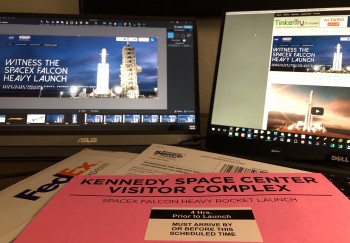 WITNESS THE
SPACEX FALCON
HEAVY LAUNCH
ASUS
Tinkerfly
WITNESS THE
SPACEX FALCON
HEAVY LAUNCH
DELL
FedEx
KENNEDY SPACE CENTER
VISITOR COMPLEX
SPACEX FALCON HEAVY ROCKET LAUNCH
4 Hrs.
Prior to Launch
MUST ARRIVE BY
OR BEFORE THIS
SCHEDULED TIME